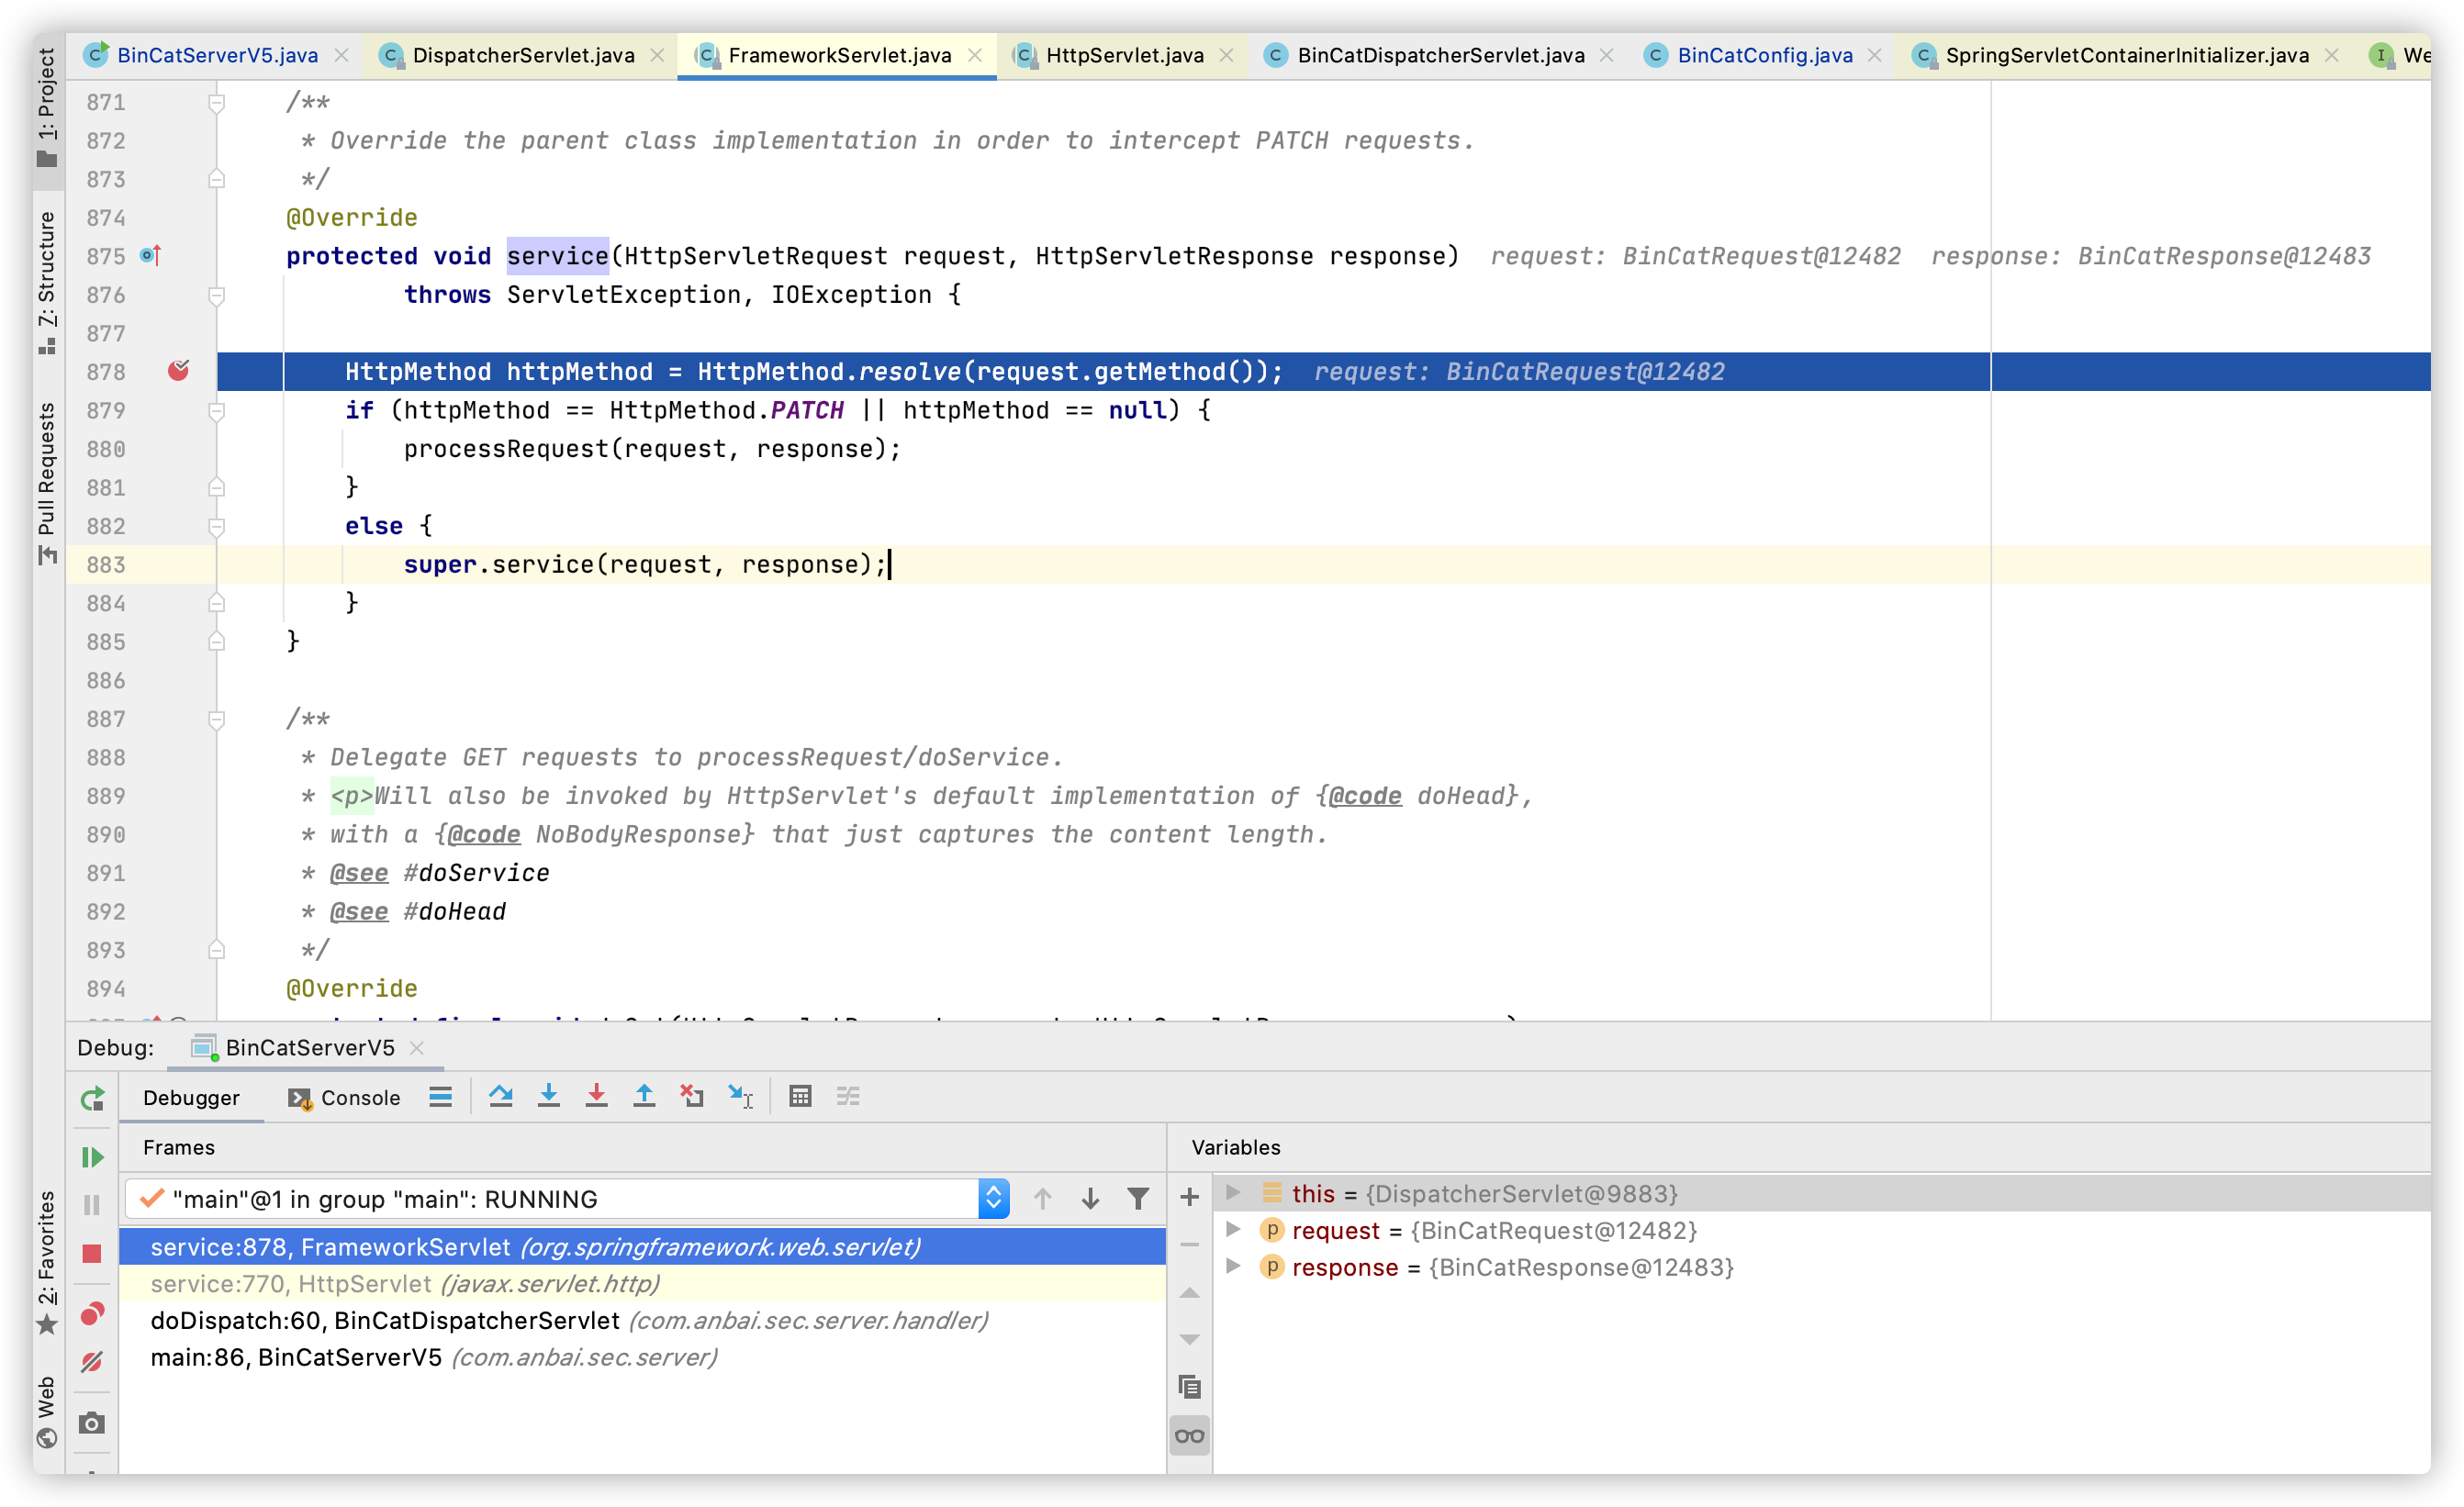 BinCatServerV5.java DispatcherServlet.java FrameworkServlet.java HttpServlet.java BinCatDispatcherServlet.java BinCatConfig.java SpringServletContainerInitializer.java
1: Project
Z: Structure
Pull Requests
2: Favorites
Web
871 /**
872 * Override the parent class implementation in order to intercept PATCH requests.
873 */
874 @Override
875 protected void service(HttpServletRequest request, HttpServletResponse response) request: BinCatRequest@12482 response: BinCatResponse@12483
876 throws ServletException, IOException {
877
878 HttpMethod httpMethod = HttpMethod.resolve(request.getMethod()); request: BinCatRequest@12482
879 if (httpMethod == HttpMethod.PATCH || httpMethod == null) {
880 processRequest(request, response);
881 }
882 else {
883 super.service(request, response);
884 }
885 }
886
887 /**
888 * Delegate GET requests to processRequest/doService.
889 * <p>Will also be invoked by HttpServlet's default implementation of {@code doHead},
890 * with a {@code NoBodyResponse} that just captures the content length.
891 * @see #doService
892 * @see #doHead
893 */
894 @Override
Debug: BinCatServerV5
Debugger Console
Frames
"main"@1 in group "main": RUNNING
service:878, FrameworkServlet (org.springframework.web.servlet)
service:770, HttpServlet (javax.servlet.http)
doDispatch:60, BinCatDispatcherServlet (com.anbai.sec.server.handler)
main:86, BinCatServerV5 (com.anbai.sec.server)
Variables
this = {DispatcherServlet@9883}
request = {BinCatRequest@12482}
response = {BinCatResponse@12483}